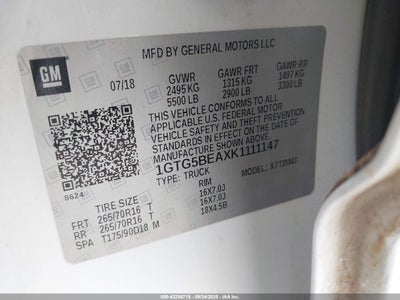 GM
MFD BY GENERAL MOTORS LLC
07/18
GVWR GAWR FRT GAWR RR
2495 KG 1315 KG 1497 KG
5500 LB 2900 LB 3300 LB
THIS VEHICLE CONFORMS TO ALL
APPLICABLE U.S. FEDERAL MOTOR
VEHICLE SAFETY AND THEFT
PREVENTION STANDARDS IN EFFECT
ON THE DATE OF MANUFACTURE
SHOWN ABOVE.
1GTG5BEAXK1111147
TYPE: TRUCK
8624
MODEL:
TIRE SIZE RIM
FRT 265/70R16 T 16X7.0J
RR 265/70R16 T 16X7.0J
SPA T175/90D18 M 18X4.5B